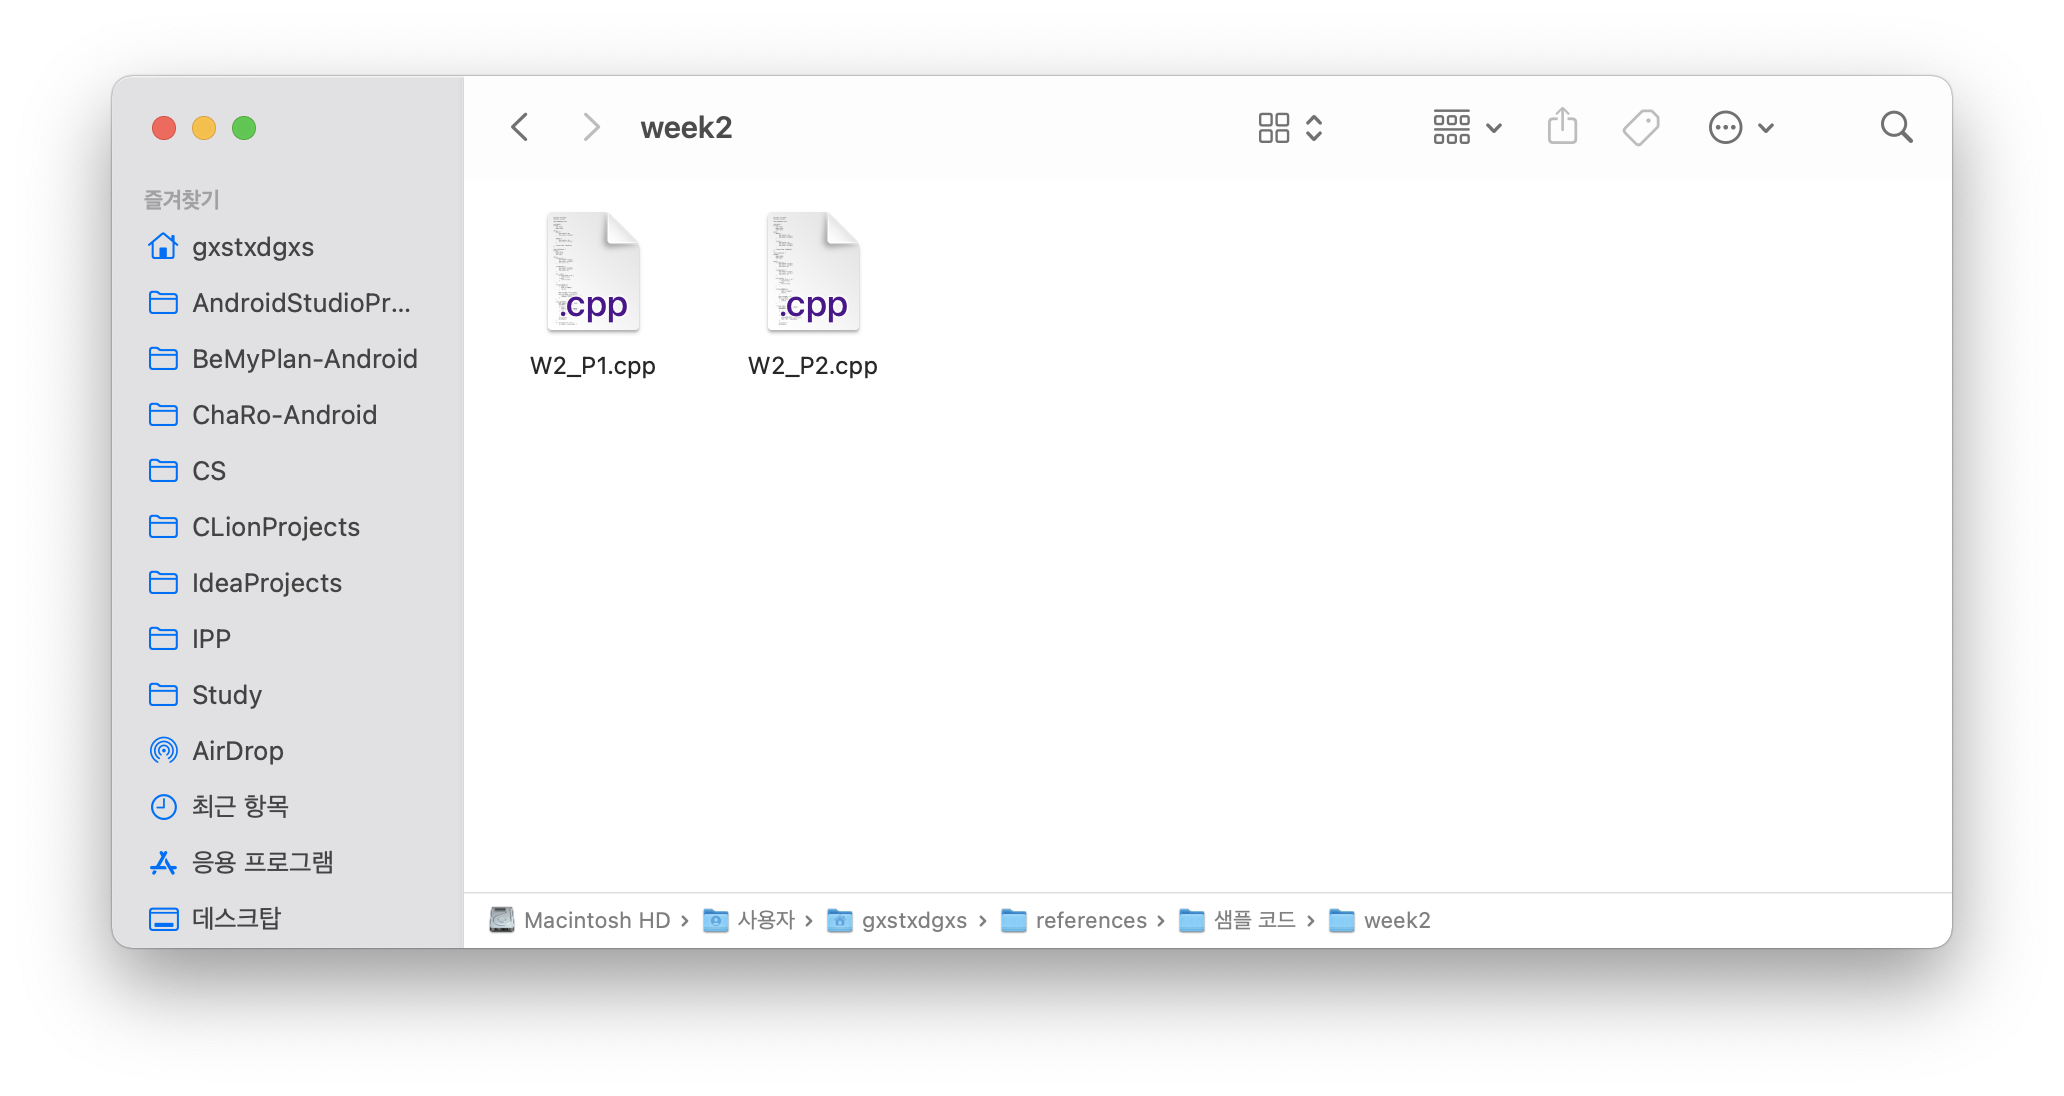 week2
즐겨찾기
gxstxdgxs
AndroidStudioPr...
BeMyPlan-Android
ChaRo-Android
CS
CLionProjects
IdeaProjects
IPP
Study
AirDrop
최근 항목
응용 프로그램
데스크탑
.cpp
.cpp
W2_P1.cpp
W2_P2.cpp
Macintosh HD › 사용자 › gxstxdgxs › references › 샘플 코드 › week2